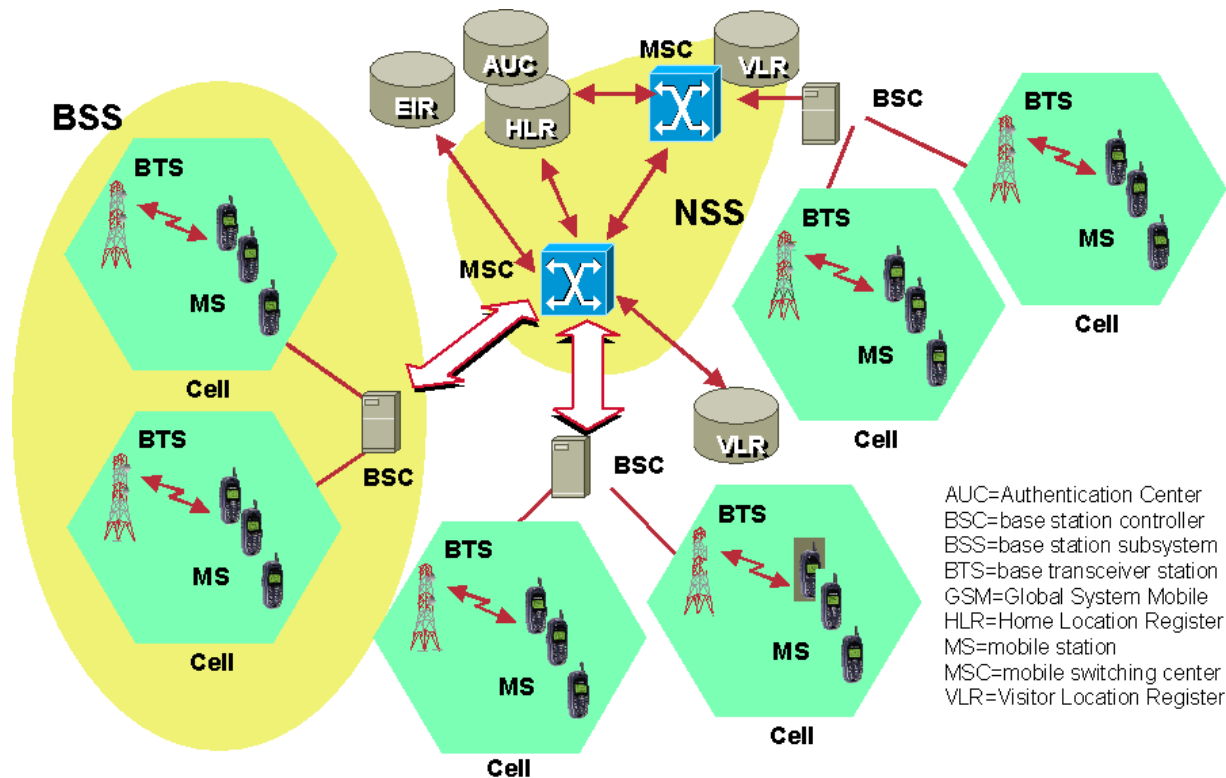 MSC
AUC
VLR
EIR
HLR
BSC
BTS
MS
Cell
BSS
BTS
MS
Cell
NSS
MSC
BTS
MS
Cell
BTS
MS
Cell
BSC
VLR
BSC
BTS
MS
Cell
BTS
MS
Cell
AUC=Authentication Center
BSC=base station controller
BSS=base station subsystem
BTS=base transceiver station
GSM=Global System Mobile
HLR=Home Location Register
MS=mobile station
MSC=mobile switching center
VLR=Visitor Location Register